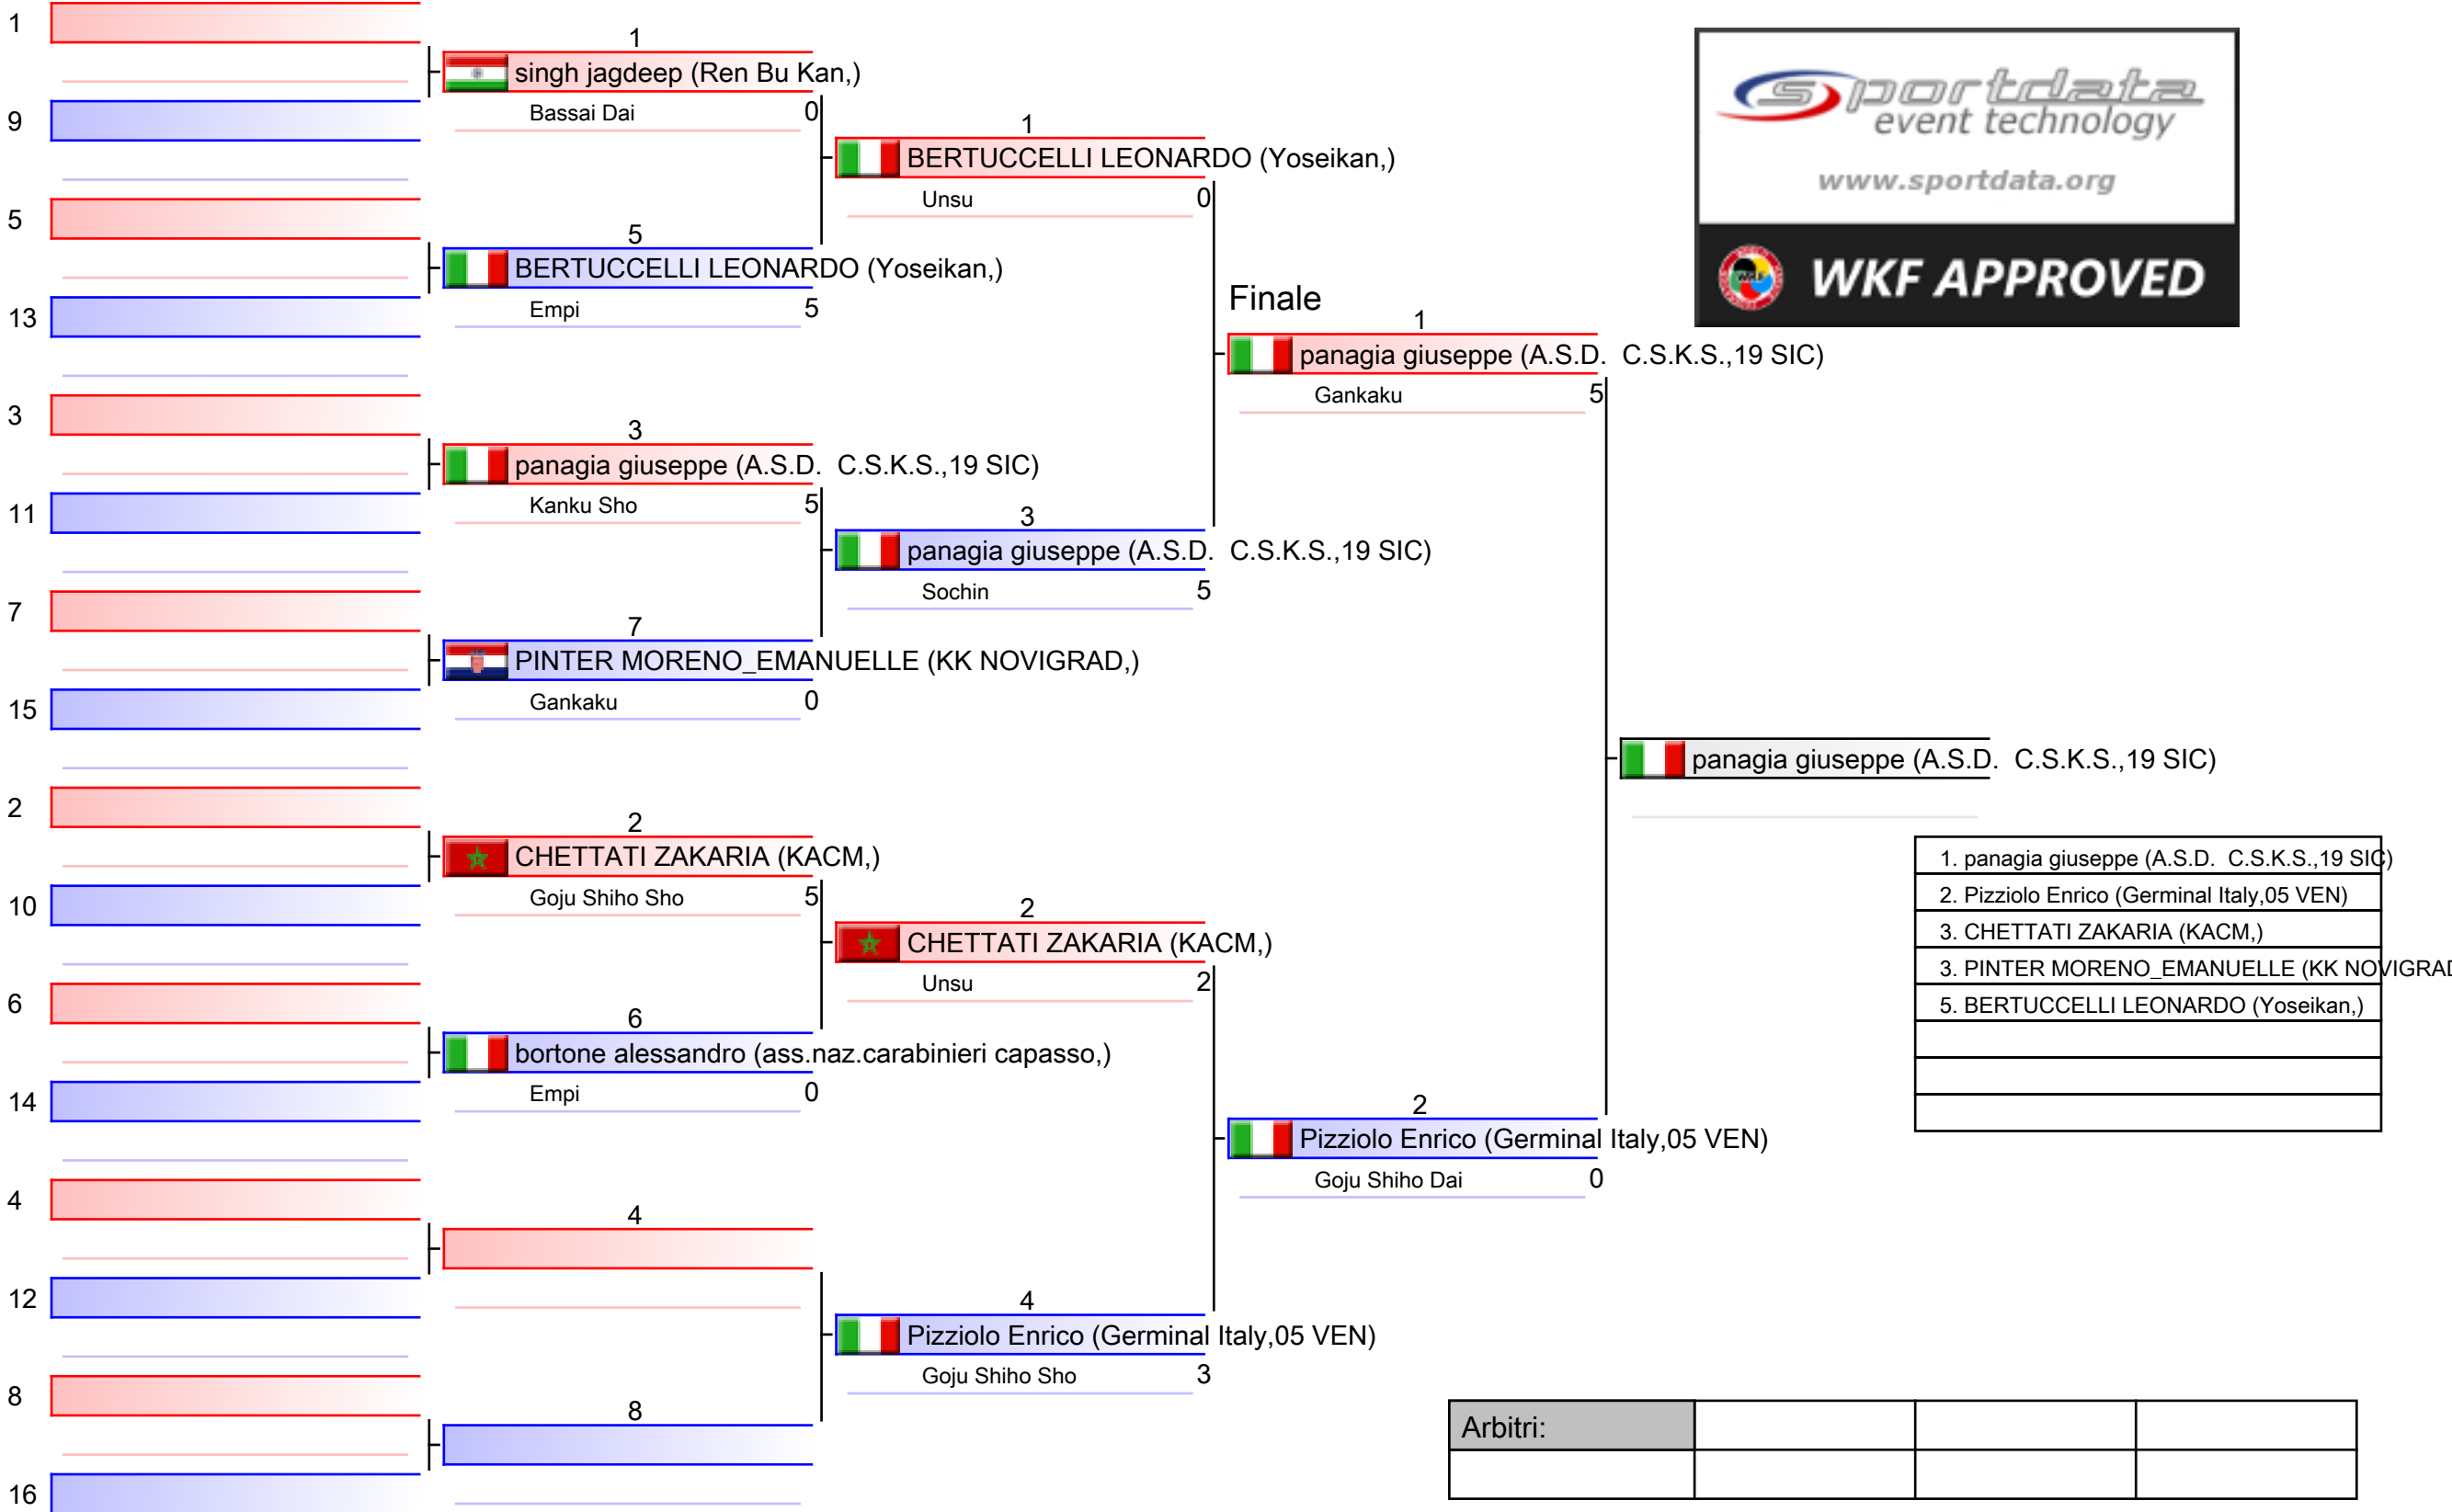 1
9
5
13
3
11
7
15
2
10
6
14
4
12
8
16
1
singh jagdeep (Ren Bu Kan,)
Bassai Dai 0
5
BERTUCCELLI LEONARDO (Yoseikan,)
Empi 5
3
panagia giuseppe (A.S.D.  C.S.K.S.,19 SIC)
Kanku Sho 5
7
PINTER MORENO_EMANUELLE (KK NOVIGRAD,)
Gankaku 0
2
CHETTATI ZAKARIA (KACM,)
Goju Shiho Sho 5
6
bortone alessandro (ass.naz.carabinieri capasso,)
Empi 0
4
8
1
BERTUCCELLI LEONARDO (Yoseikan,)
Unsu 0
3
panagia giuseppe (A.S.D.  C.S.K.S.,19 SIC)
Sochin 5
2
CHETTATI ZAKARIA (KACM,)
Unsu 2
4
Pizziolo Enrico (Germinal Italy,05 VEN)
Goju Shiho Sho 3
Finale
1
panagia giuseppe (A.S.D.  C.S.K.S.,19 SIC)
Gankaku 5
2
Pizziolo Enrico (Germinal Italy,05 VEN)
Goju Shiho Dai 0
panagia giuseppe (A.S.D.  C.S.K.S.,19 SIC)
sportdata
event technology
www.sportdata.org
WKF
WKF APPROVED
1. panagia giuseppe (A.S.D.  C.S.K.S.,19 SIC)
2. Pizziolo Enrico (Germinal Italy,05 VEN)
3. CHETTATI ZAKARIA (KACM,)
3. PINTER MORENO_EMANUELLE (KK NOVIGRAD
5. BERTUCCELLI LEONARDO (Yoseikan,)
Arbitri: